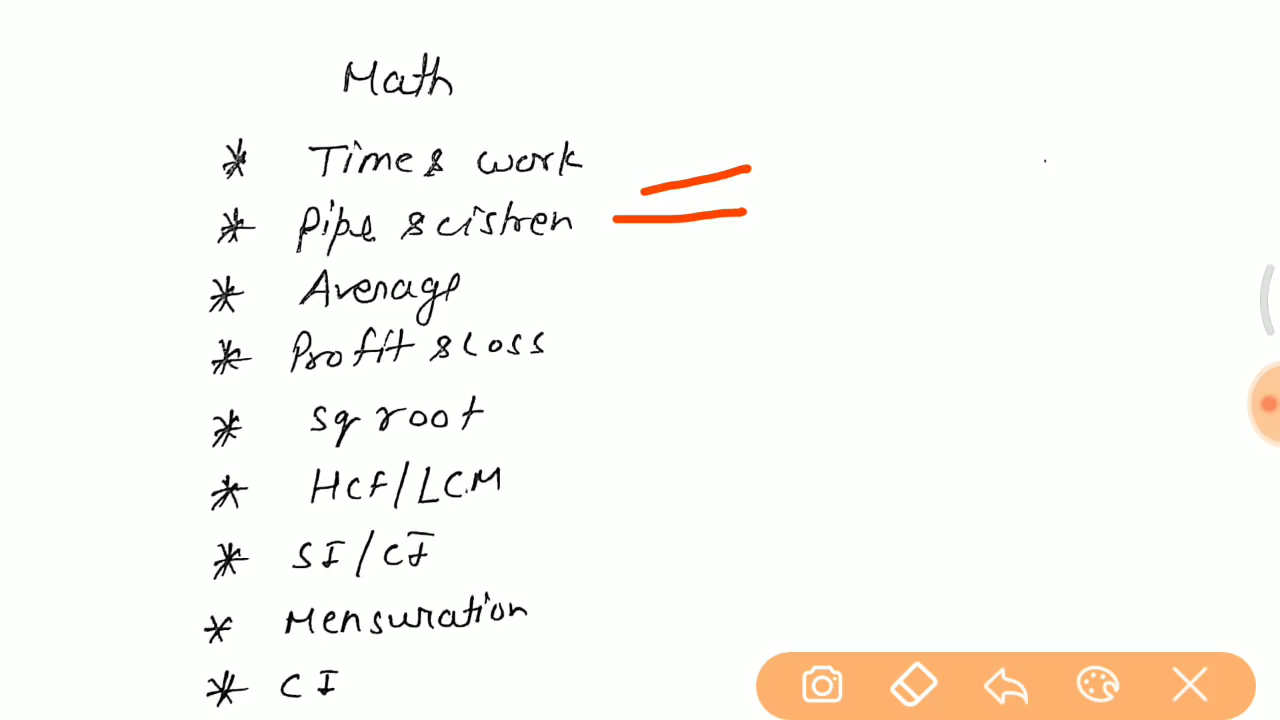 Math
* Time & work
* Pipe & cistren
* Average
* Profit & Loss
* Sq root
* HCF/LCM
* SI/CI
* Mensuration
* CI